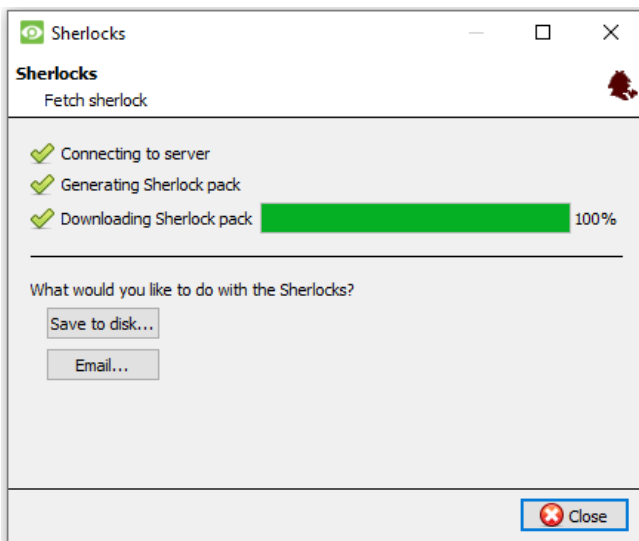 Sherlocks
Sherlocks
Fetch sherlock
Connecting to server
Generating Sherlock pack
Downloading Sherlock pack 100%
What would you like to do with the Sherlocks?
Save to disk...
Email...
Close